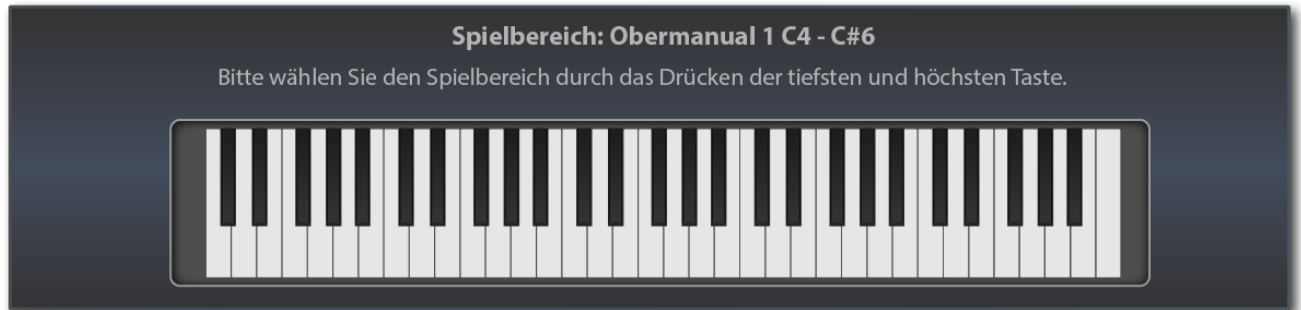 Spielbereich: Obermanual 1 C4 - C#6
Bitte wählen Sie den Spielbereich durch das Drücken der tiefsten und höchsten Taste.